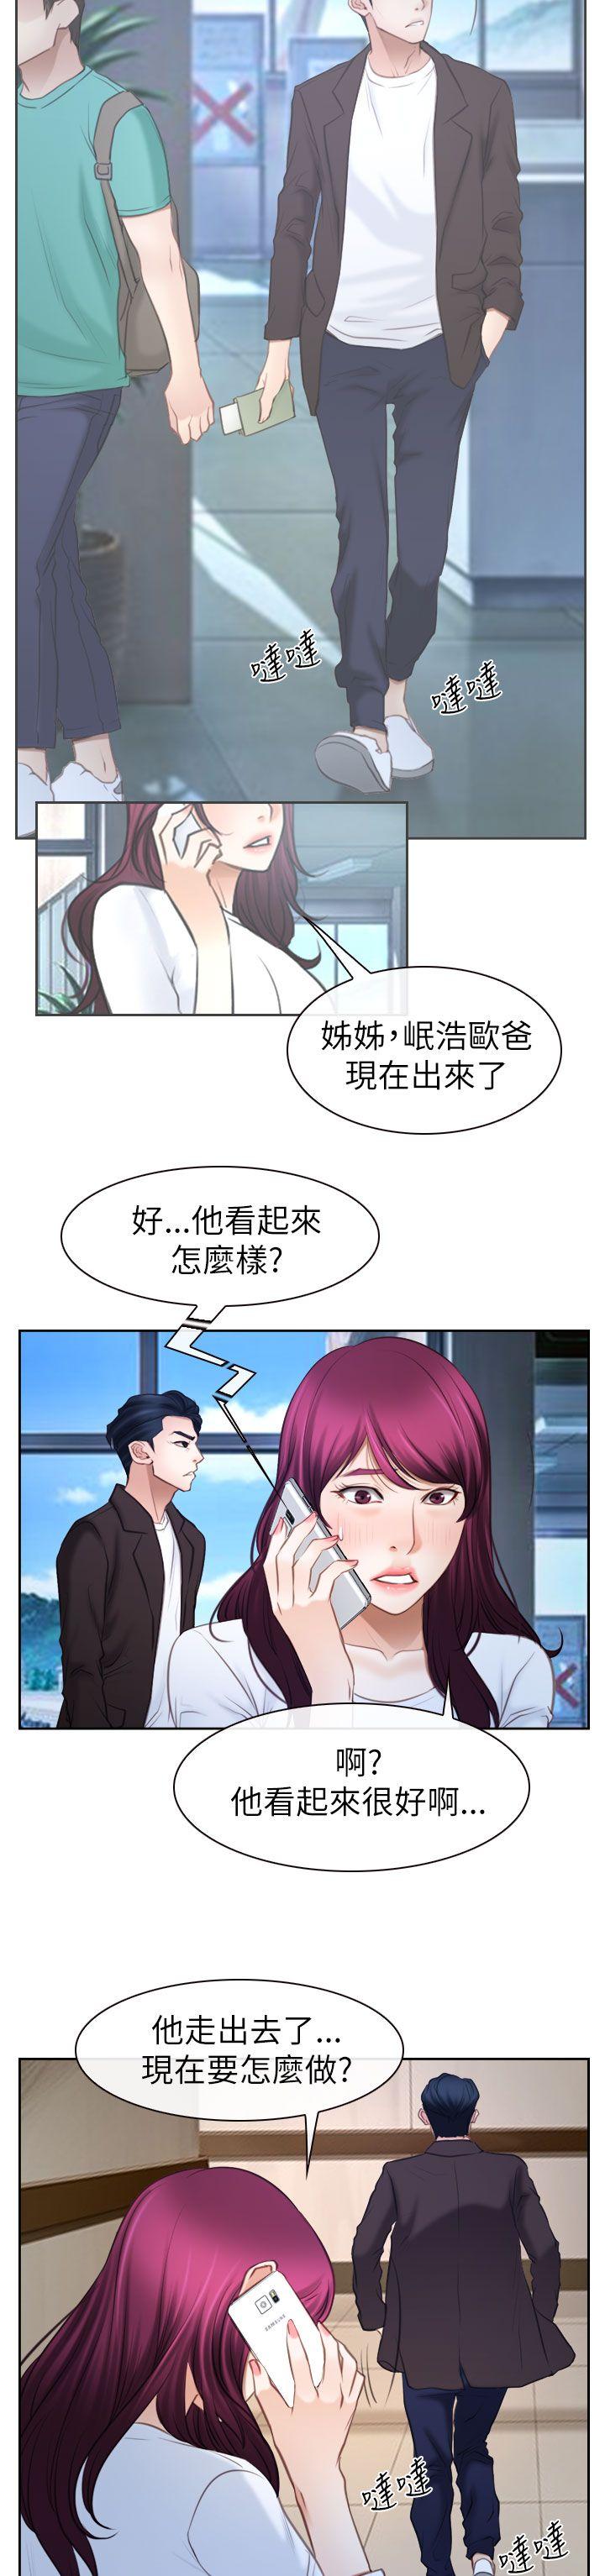 噠噠
噠噠
姊姊，岷浩歐爸
現在出來了
好…他看起來
怎麼樣?
啊?
他看起來很好啊…
他走出去了…
現在要怎麼做?
SAMSUNG
噠噠
噠噠